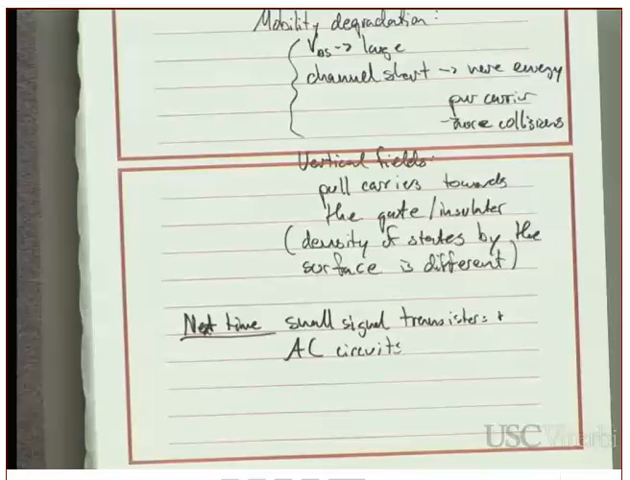 Mobility degradation:
V_DS -> large
channel short -> more energy
per carrier
- more collisions
Vertical fields:
pull carriers towards
the gate/insulator
(density of states by the
surface is different)
Next time small signal transistors +
AC circuits
USC Viterbi